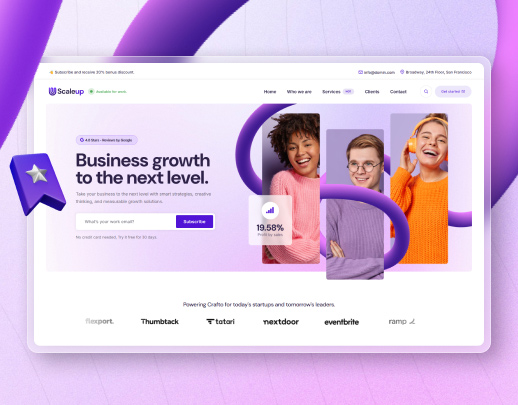 Subscribe and receive 20% bonus discount
info@domin.com
Broadway, 24th Floor, San Francisco
Scaleup
Available for work
Home
Who we are
Services
Clients
Contact
Get started
4.9 Stars - Reviews by Google
Business growth
to the next level.
Take your business to the next level with smart strategies, creative
thinking, and measurable growth solutions.
What's your work email?
Subscribe
No credit card needed. Try it free for 30 days.
19.58%
Profit by sales
Powering Crafto for today's startups and tomorrow's leaders.
flexport.
Thumbtack
tatari
nextdoor
eventbrite
ramp